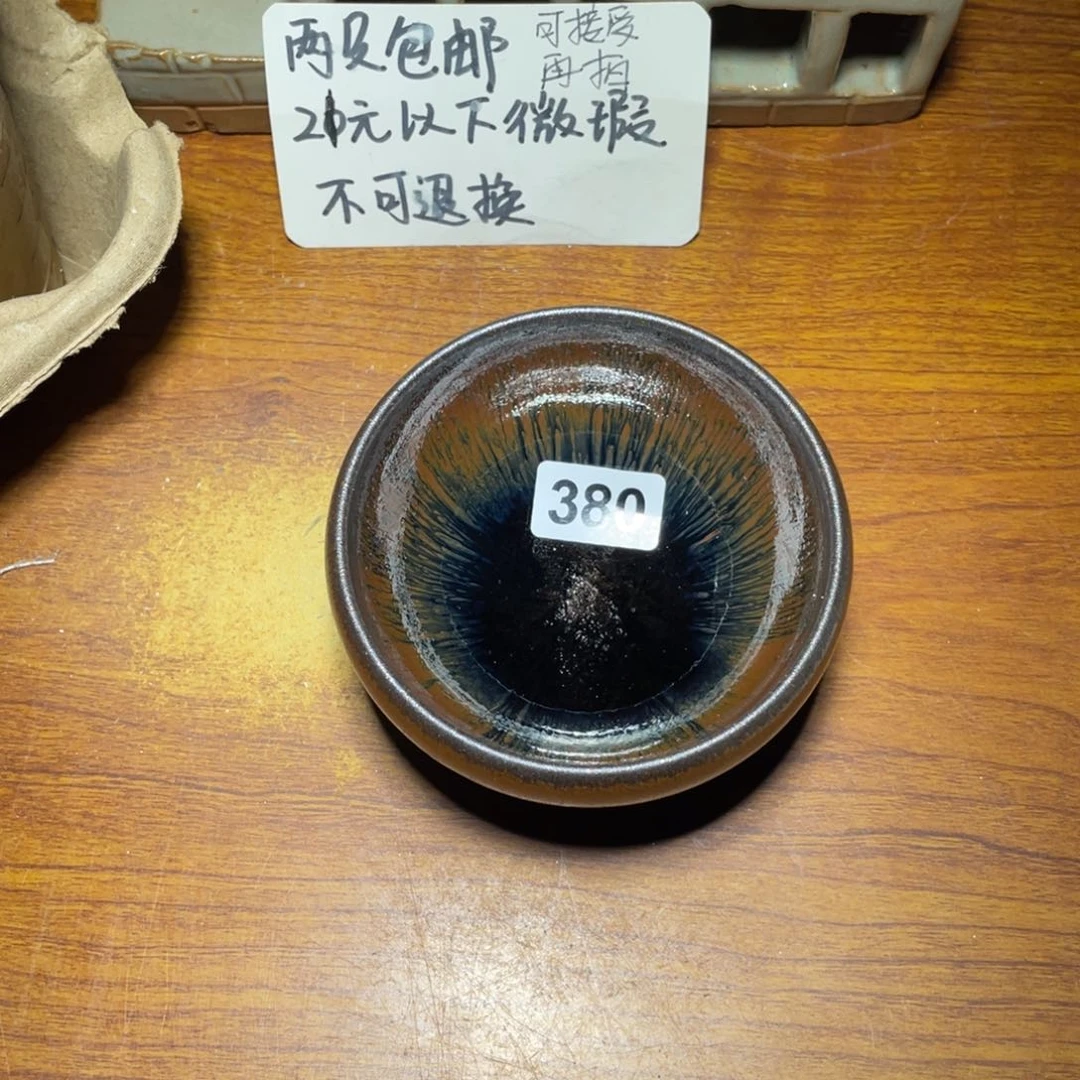 两只包邮
可接受
再拍
20元以下微瑕
不可退换
380